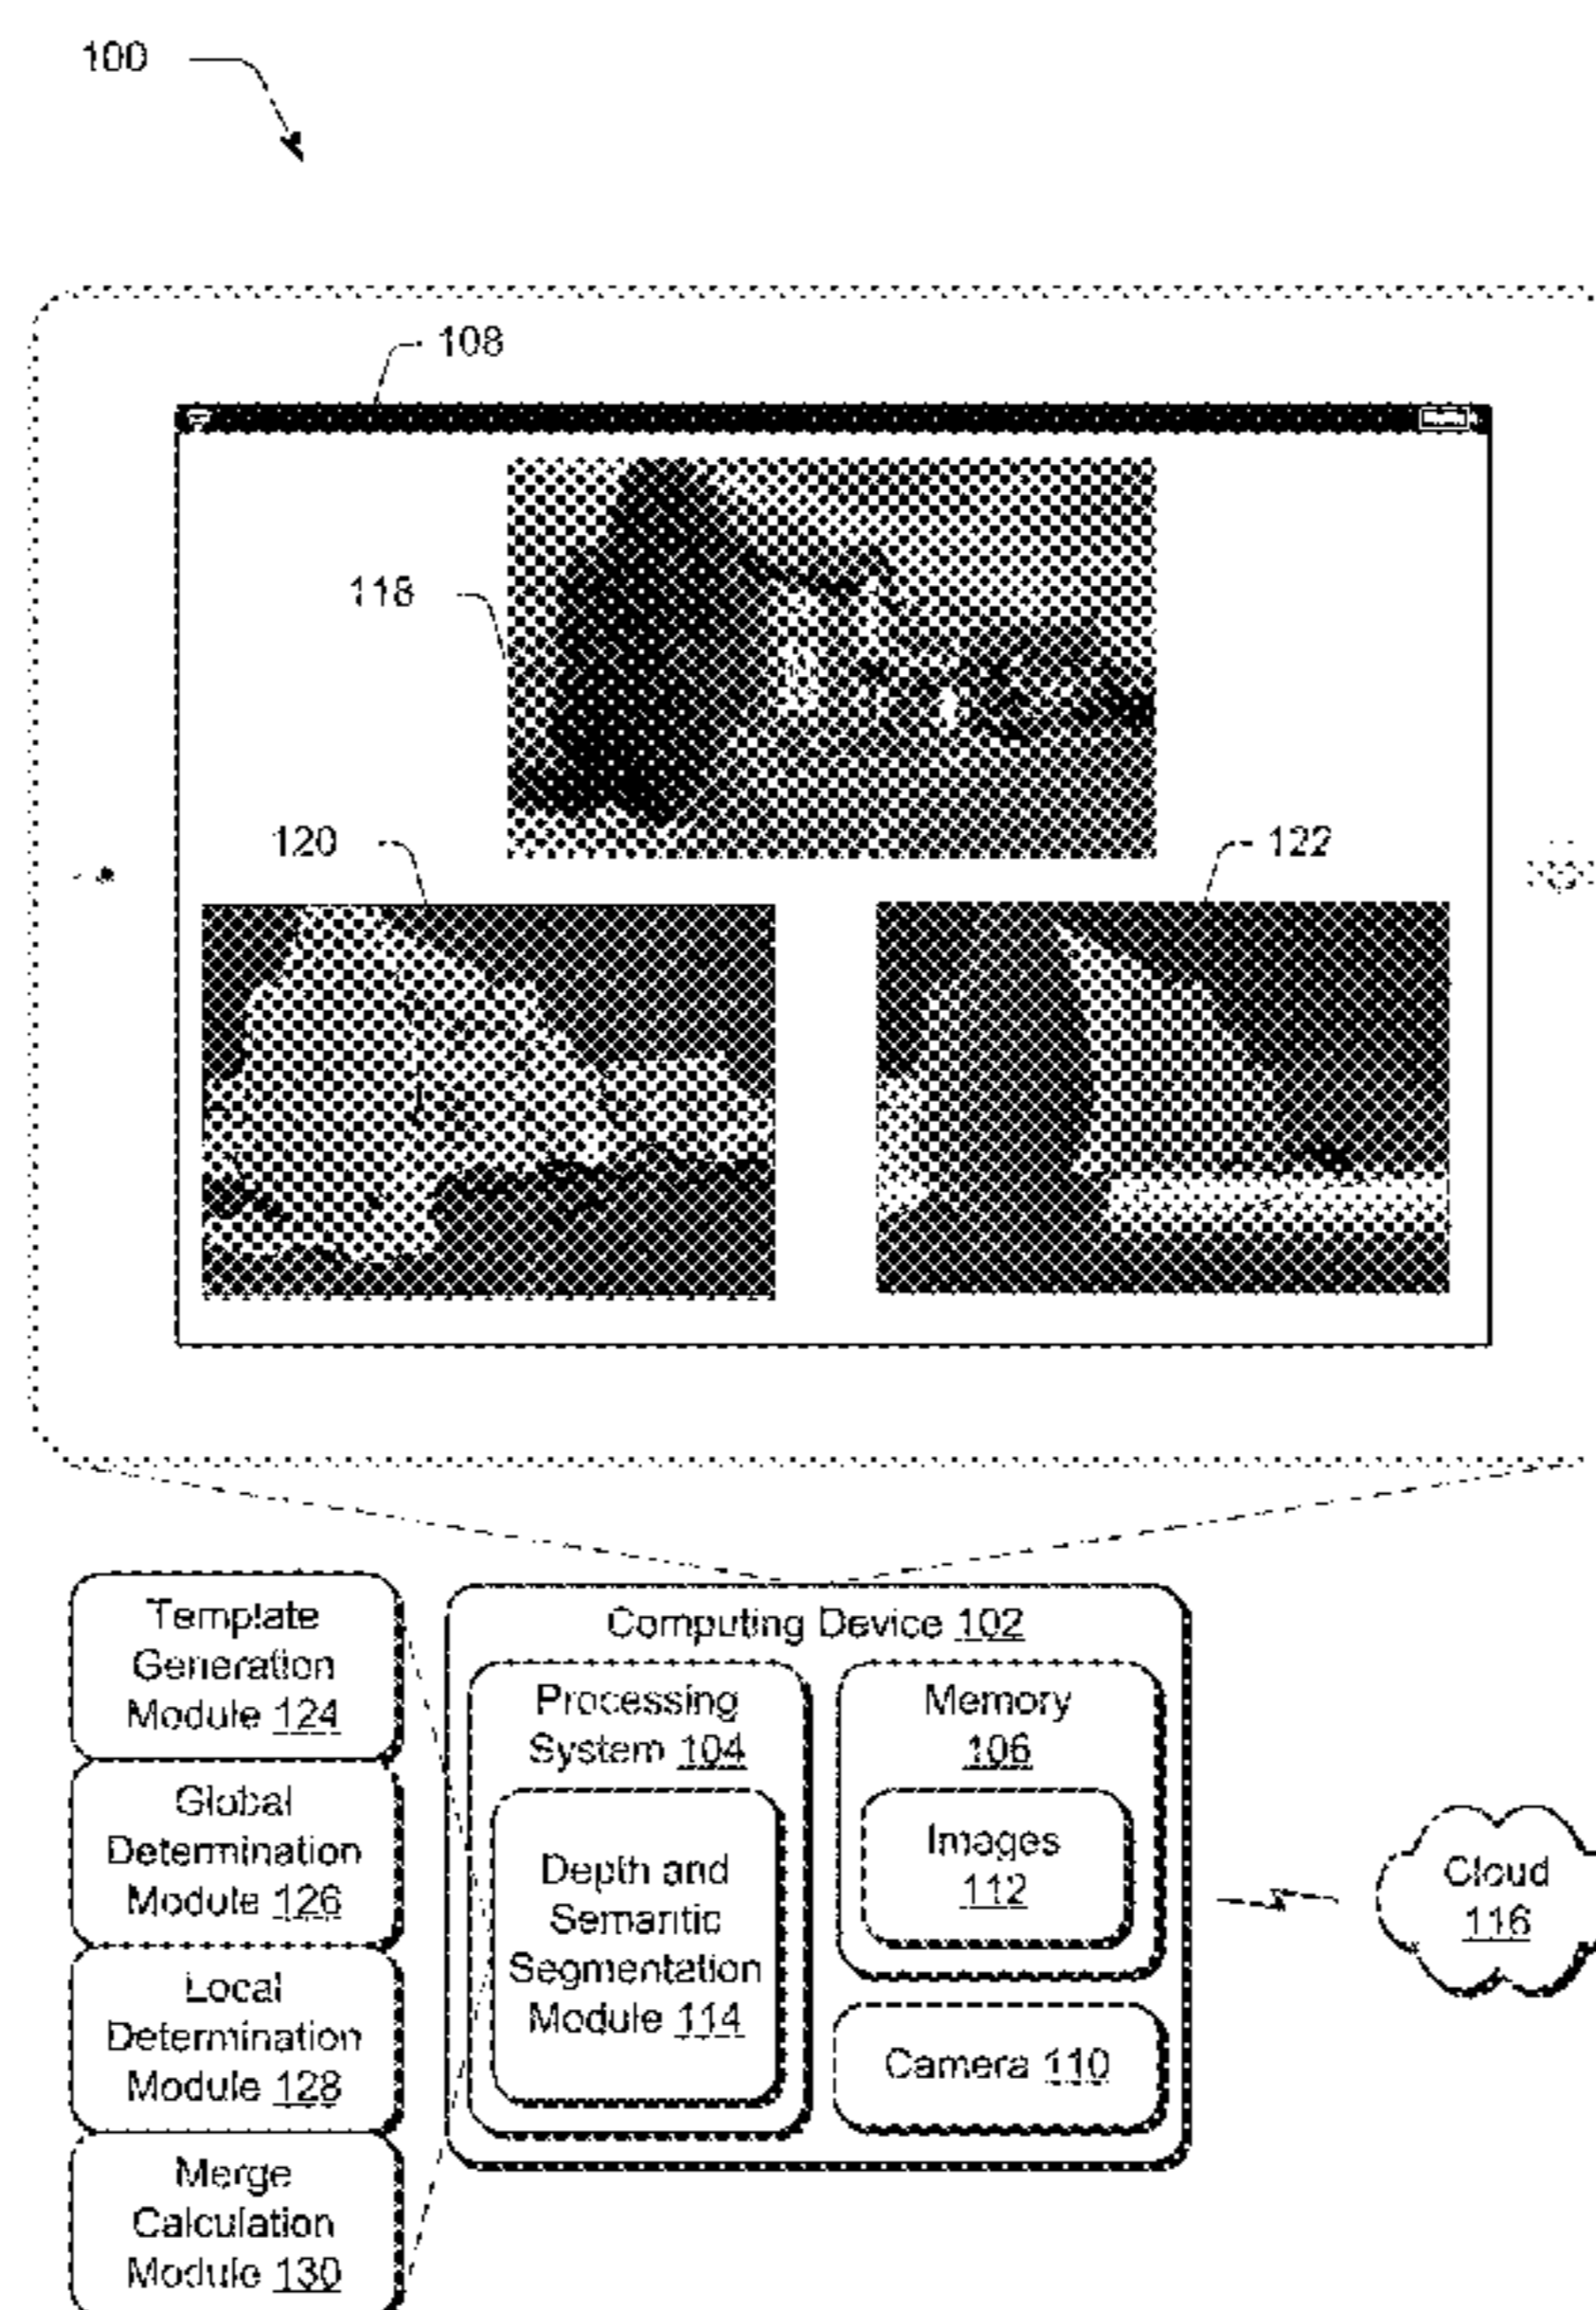 100
108
118
120
122
Template
Generation
Module 124
Global
Determination
Module 126
Local
Determination
Module 128
Merge
Calculation
Module 130
Computing Device 102
Processing
System 104
Depth and
Semantic
Segmentation
Module 114
Memory
106
Images
112
Camera 110
Cloud
116